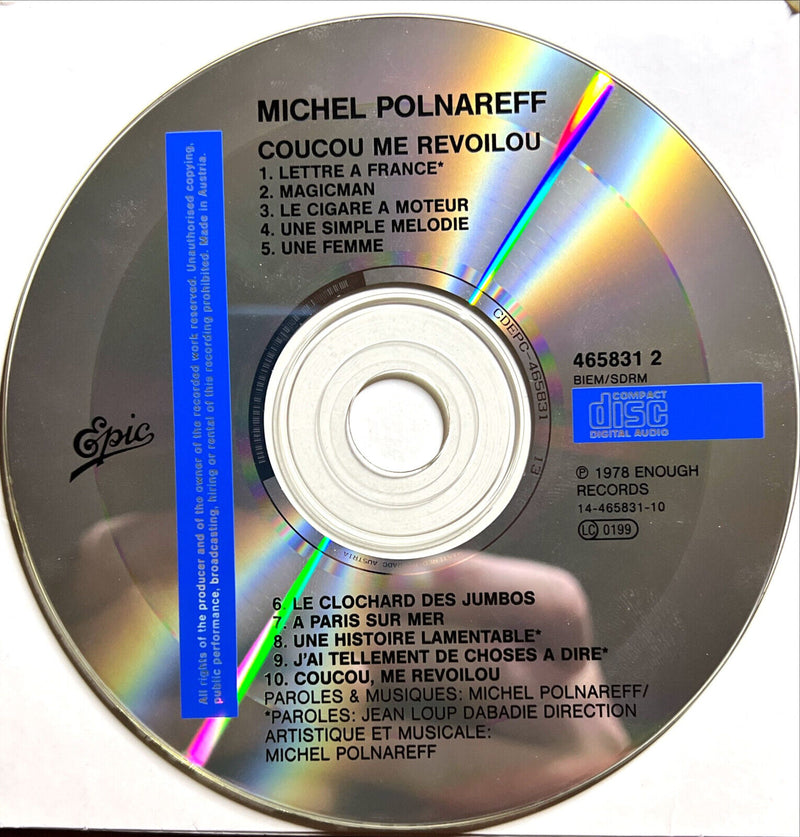 MICHEL POLNAREFF
COUCOU ME REVOILOU
1. LETTRE A FRANCE*
2. MAGICMAN
3. LE CIGARE A MOTEUR
4. UNE SIMPLE MELODIE
5. UNE FEMME
All rights of the producer and of the owner of the recorded work reserved. Unauthorised copying,
public performance, broadcasting, hiring or rental of this recording prohibited. Made in Austria.
Epic
CDEPC-465831 13
465831 2
BIEM/SDRM
COMPACT
disc
DIGITAL AUDIO
℗ 1978 ENOUGH
RECORDS
14-465831-10
LC 0199
AUSTRIA
6. LE CLOCHARD DES JUMBOS
7. A PARIS SUR MER
8. UNE HISTOIRE LAMENTABLE*
9. J'AI TELLEMENT DE CHOSES A DIRE*
10. COUCOU, ME REVOILOU
PAROLES & MUSIQUES: MICHEL POLNAREFF/
*PAROLES: JEAN LOUP DABADIE DIRECTION
ARTISTIQUE ET MUSICALE:
MICHEL POLNAREFF